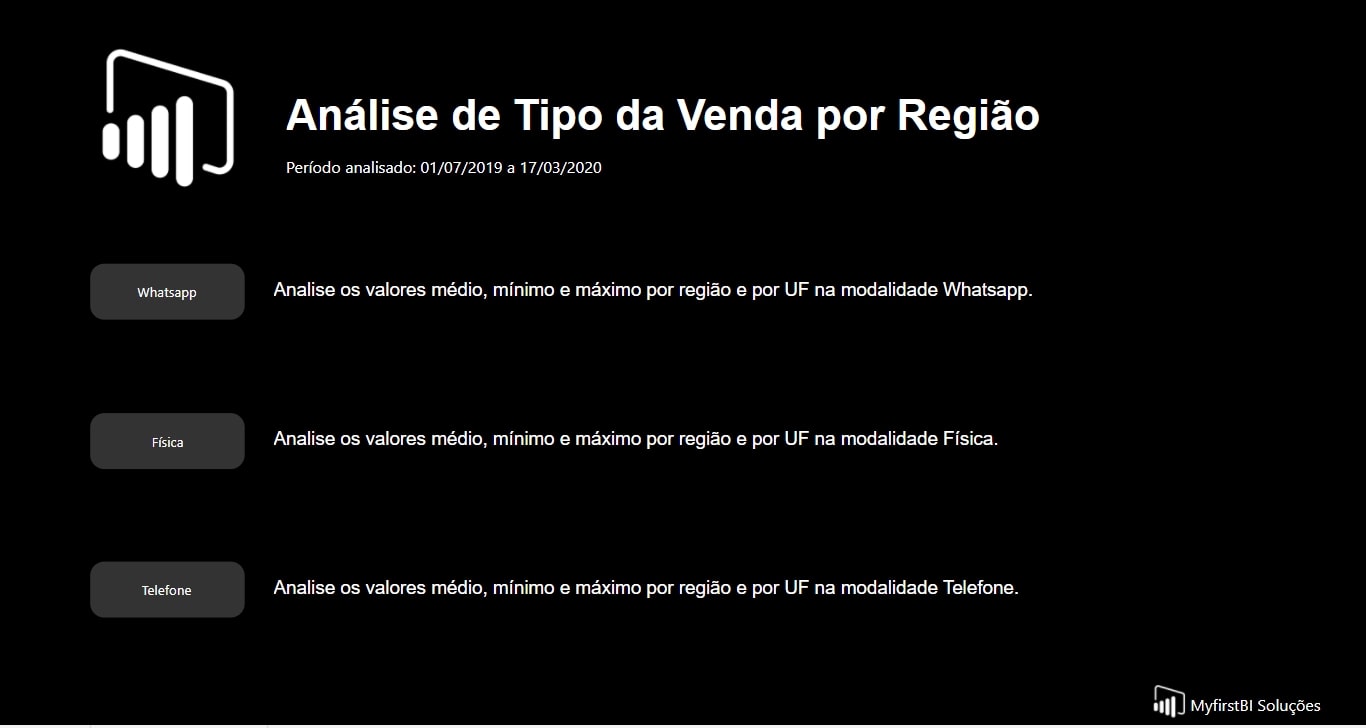 Análise de Tipo da Venda por Região
Período analisado: 01/07/2019 a 17/03/2020
Whatsapp
Analise os valores médio, mínimo e máximo por região e por UF na modalidade Whatsapp.
Física
Analise os valores médio, mínimo e máximo por região e por UF na modalidade Física.
Telefone
Analise os valores médio, mínimo e máximo por região e por UF na modalidade Telefone.
MyfirstBI Soluções